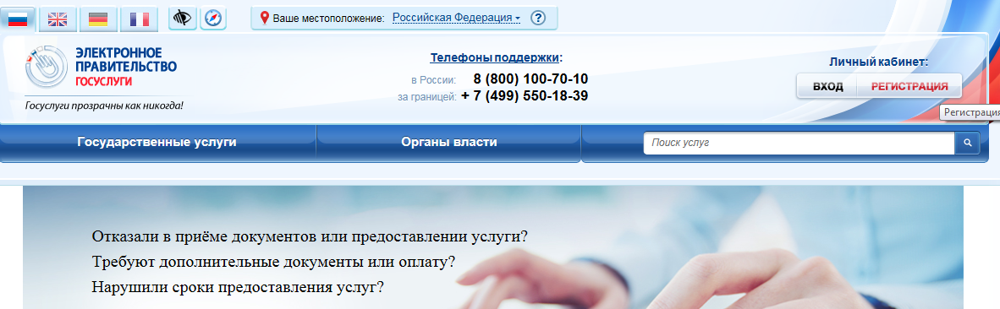 Ваше местоположение: Российская Федерация ?
ЭЛЕКТРОННОЕ
ПРАВИТЕЛЬСТВО
ГОСУСЛУГИ
Госуслуги прозрачны как никогда!
Телефоны поддержки:
в России: 8 (800) 100-70-10
за границей: + 7 (499) 550-18-39
Личный кабинет:
ВХОД РЕГИСТРАЦИЯ
Регистрация
Государственные услуги
Органы власти
Поиск услуг
Отказали в приёме документов или предоставлении услуги?
Требуют дополнительные документы или оплату?
Нарушили сроки предоставления услуг?